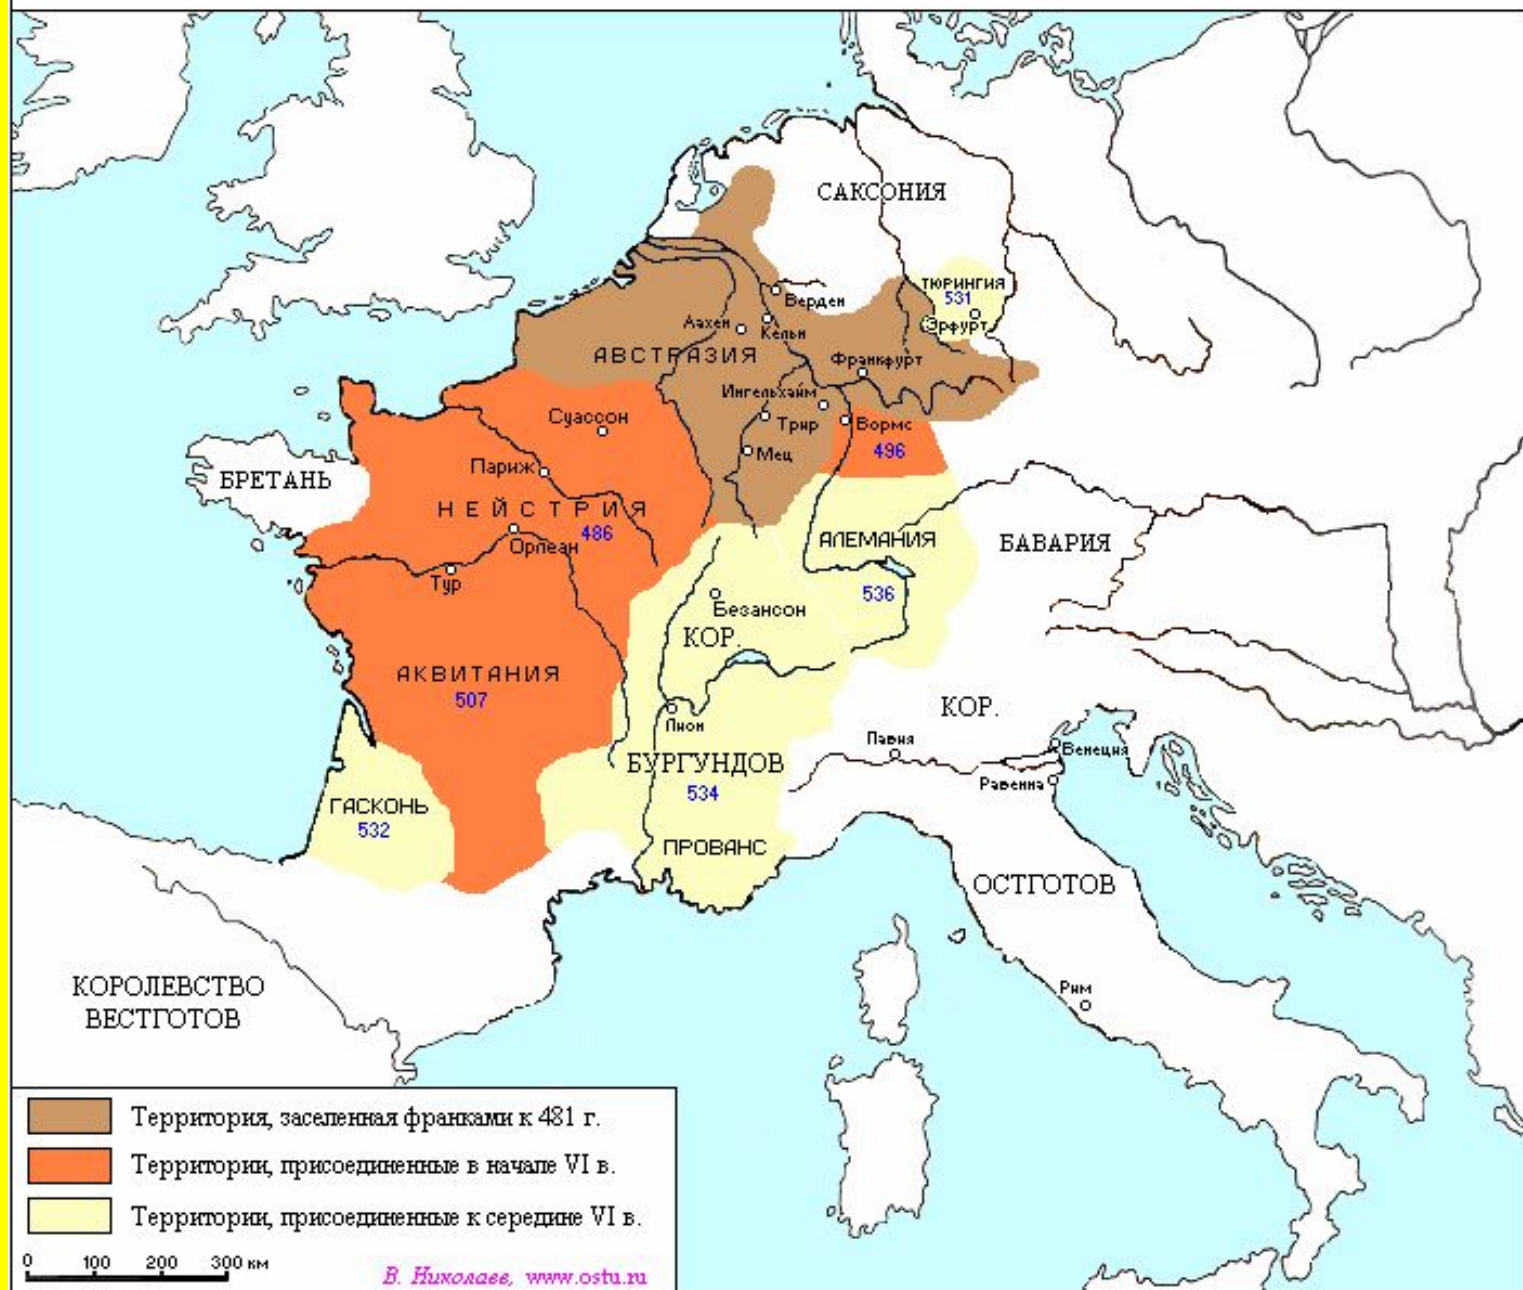 САКСОНИЯ
ТЮРИНГИЯ
531
Эрфурт
Верден
Аахен
Кельн
АВСТРАЗИЯ
Франкфурт
Ингельхайм
Трир
Вормс
496
Мец
Суассон
Париж
БРЕТАНЬ
НЕЙСТРИЯ
486
Орлеан
Тур
АЛЕМАНИЯ
536
БАВАРИЯ
Безансон
КОР.
АКВИТАНИЯ
507
Лион
КОР.
Павия
Венеция
Равенна
БУРГУНДОВ
534
ГАСКОНЬ
532
ПРОВАНС
ОСТГОТОВ
Рим
КОРОЛЕВСТВО
ВЕСТГОТОВ
Территория, заселенная франками к 481 г.
Территории, присоединенные в начале VI в.
Территории, присоединенные к середине VI в.
0 100 200 300 км
В. Николаев, www.ostu.ru